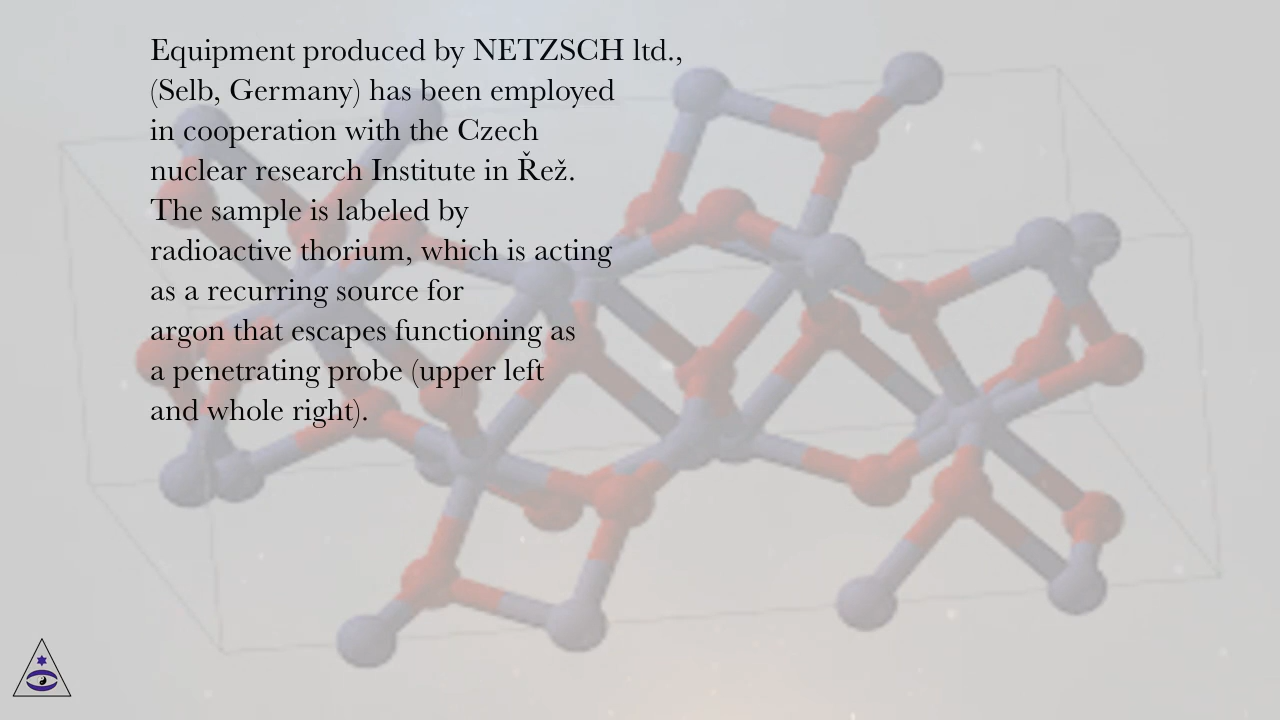 Equipment produced by NETZSCH ltd.,
(Selb, Germany) has been employed
in cooperation with the Czech
nuclear research Institute in Řež.
The sample is labeled by
radioactive thorium, which is acting
as a recurring source for
argon that escapes functioning as
a penetrating probe (upper left
and whole right).